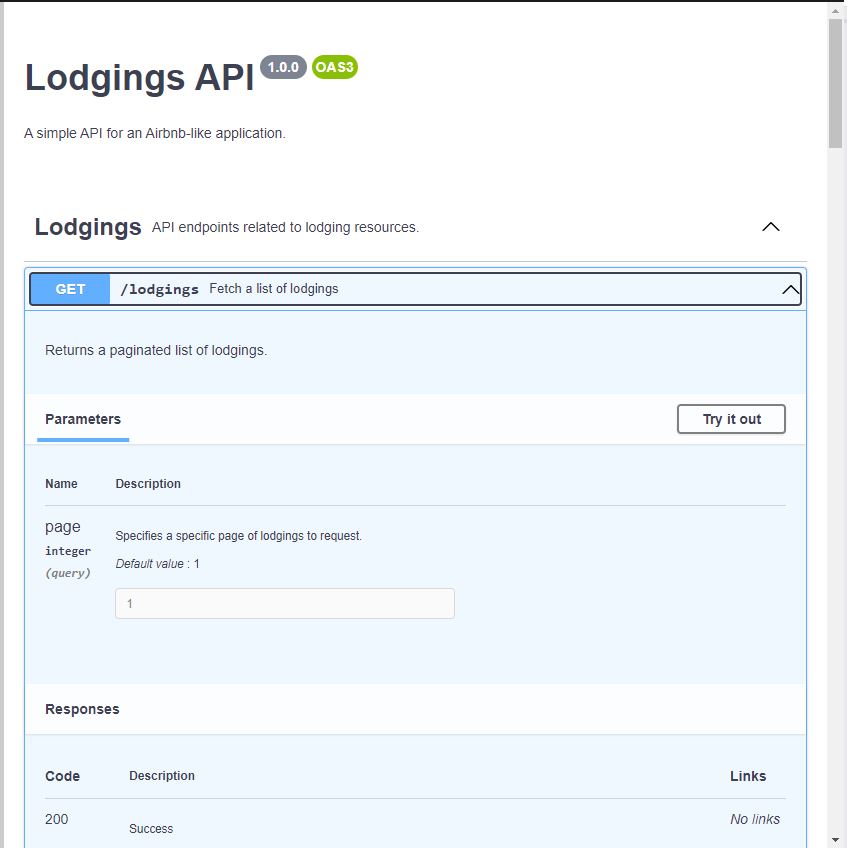 Lodgings API 1.0.0 OAS3
A simple API for an Airbnb-like application.
Lodgings API endpoints related to lodging resources.
GET /lodgings Fetch a list of lodgings
Returns a paginated list of lodgings.
Parameters Try it out
Name Description
page
Specifies a specific page of lodgings to request.
integer
Default value : 1
(query)
1
Responses
Code Description Links
200 Success No links